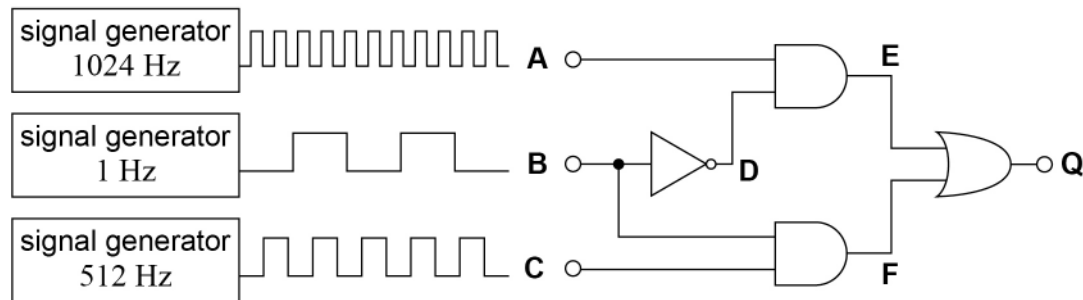 signal generator
1024 Hz
A
E
signal generator
1 Hz
B
D
Q
signal generator
512 Hz
C
F